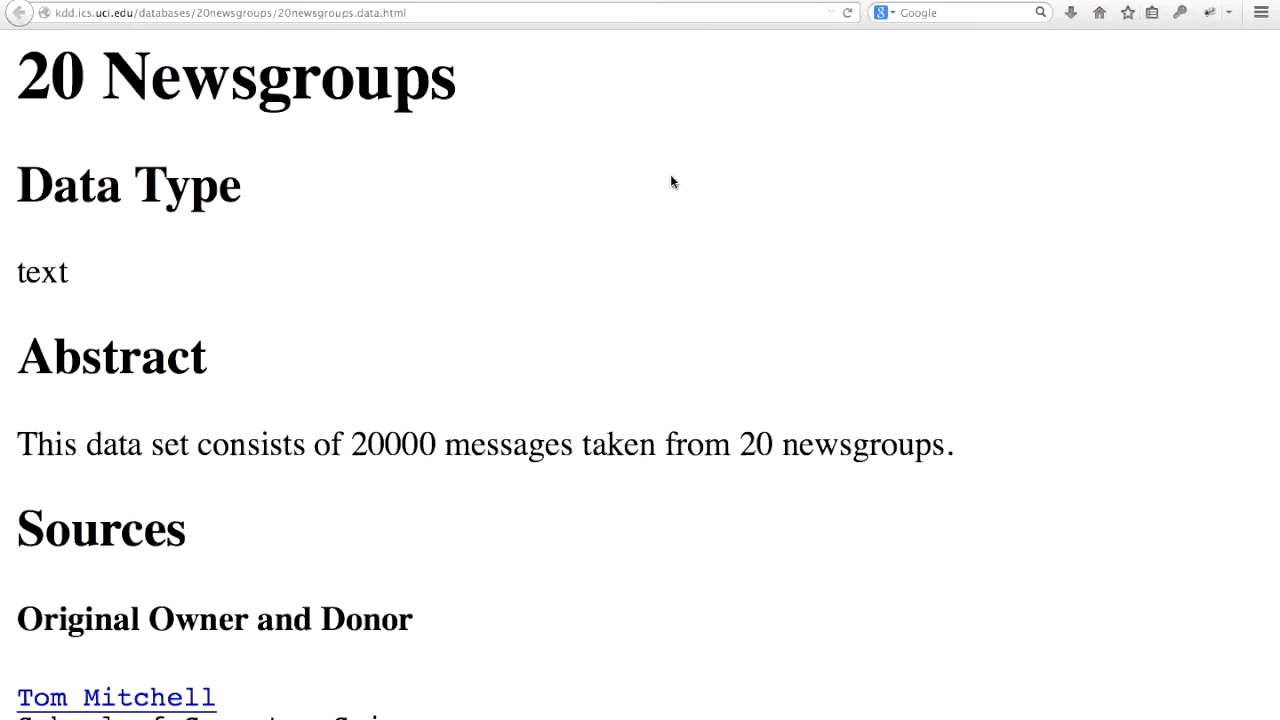 kdd.ics.uci.edu/databases/20newsgroups/20newsgroups.data.html
Google
20 Newsgroups
Data Type
text
Abstract
This data set consists of 20000 messages taken from 20 newsgroups.
Sources
Original Owner and Donor
Tom Mitchell